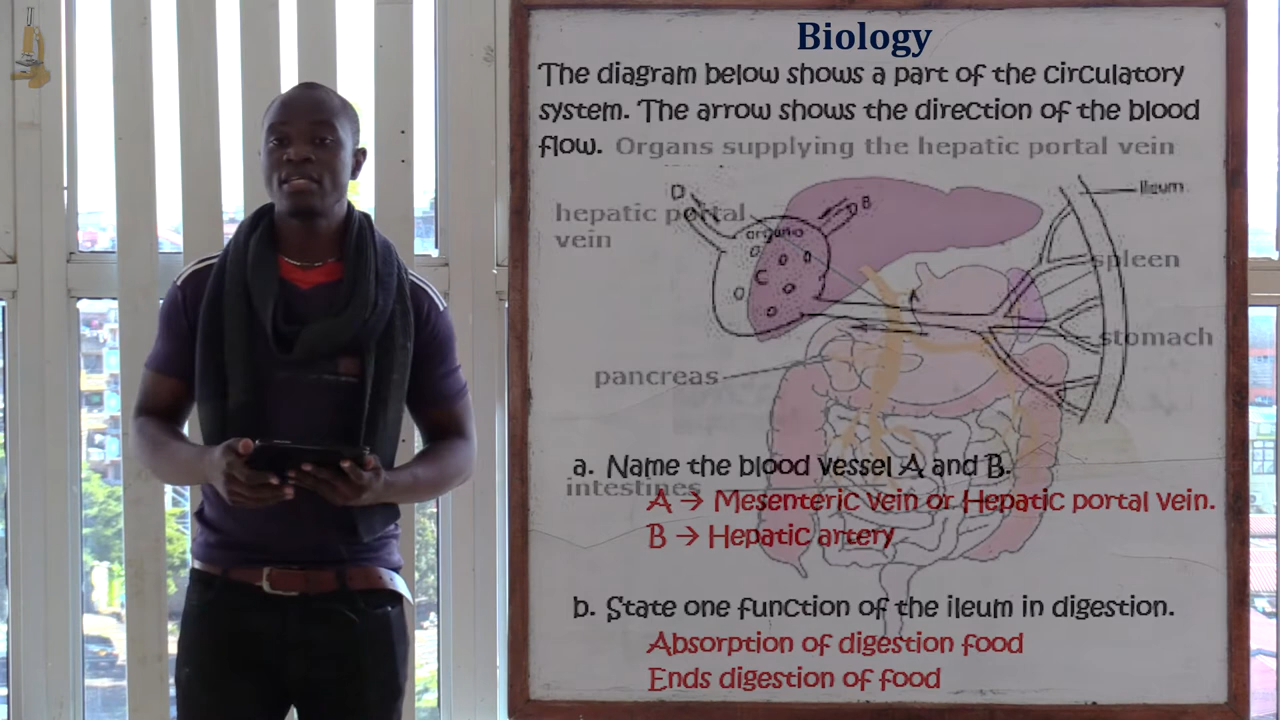 Biology
The diagram below shows a part of the circulatory
system. The arrow shows the direction of the blood
flow. Organs supplying the hepatic portal vein
D
B
Ileum
hepatic portal
vein
organ
C
spleen
A
stomach
pancreas
a. Name the blood vessel A and B.
intestines
A → Mesenteric vein or Hepatic portal vein.
B → Hepatic artery
b. State one function of the ileum in digestion.
Absorption of digestion food
Ends digestion of food